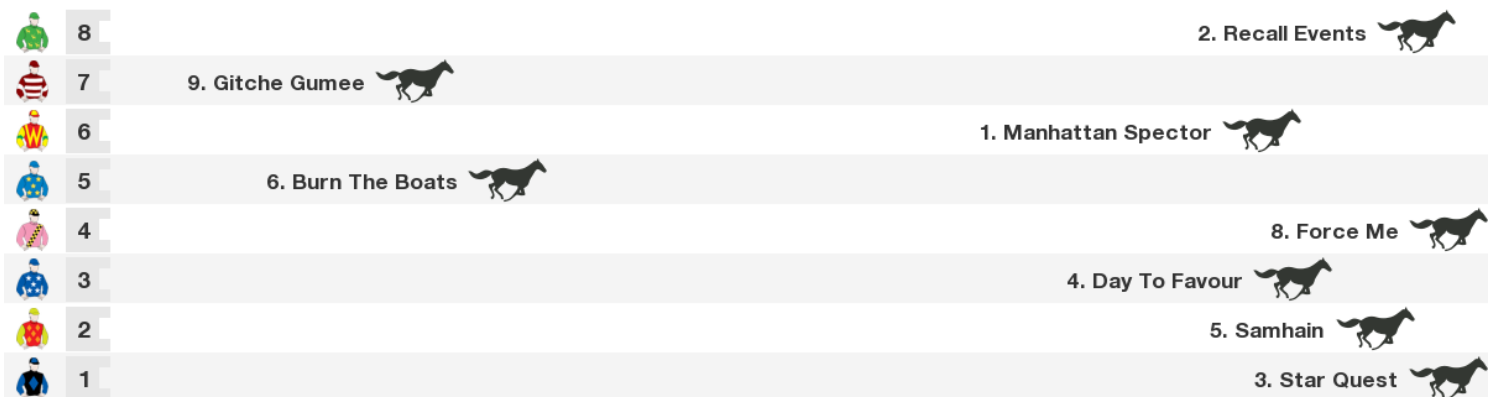 8 2. Recall Events
7 9. Gitche Gumee
6 1. Manhattan Spector
W
5 6. Burn The Boats
4 8. Force Me
3 4. Day To Favour
2 5. Samhain
1 3. Star Quest